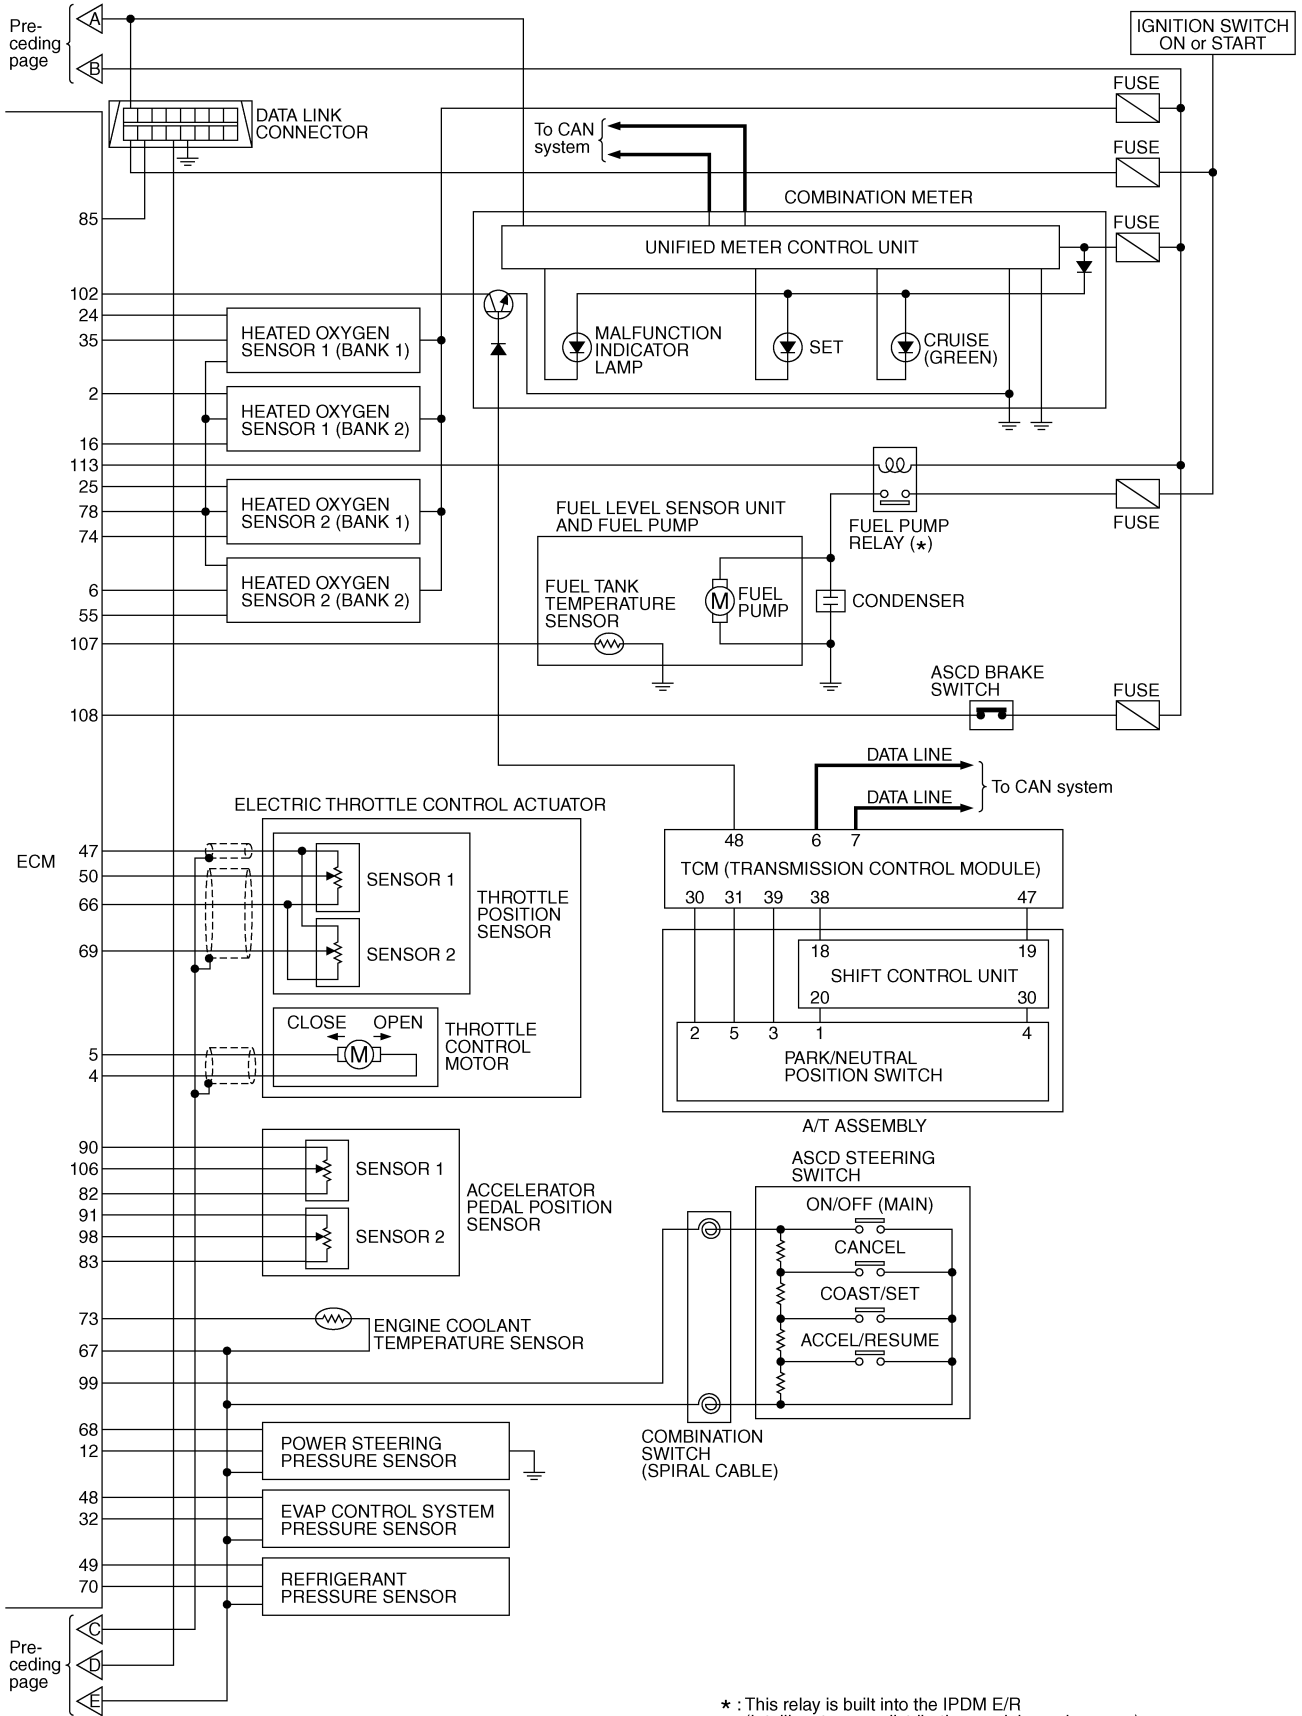 Pre-
ceding
page
A
B
IGNITION SWITCH
ON or START
FUSE
DATA LINK
CONNECTOR
To CAN
system
FUSE
COMBINATION METER
FUSE
85
UNIFIED METER CONTROL UNIT
102
24
35
HEATED OXYGEN
SENSOR 1 (BANK 1)
MALFUNCTION
INDICATOR
LAMP
SET
CRUISE
(GREEN)
2
HEATED OXYGEN
SENSOR 1 (BANK 2)
16
113
25
78
74
HEATED OXYGEN
SENSOR 2 (BANK 1)
FUEL LEVEL SENSOR UNIT
AND FUEL PUMP
FUEL PUMP
RELAY (*)
FUSE
6
55
HEATED OXYGEN
SENSOR 2 (BANK 2)
FUEL TANK
TEMPERATURE
SENSOR
M
FUEL
PUMP
CONDENSER
107
ASCD BRAKE
SWITCH
FUSE
108
DATA LINE
DATA LINE
To CAN system
ELECTRIC THROTTLE CONTROL ACTUATOR
ECM
47
50
66
69
SENSOR 1
SENSOR 2
THROTTLE
POSITION
SENSOR
48 6 7
TCM (TRANSMISSION CONTROL MODULE)
30 31 39 38 47
18 19
SHIFT CONTROL UNIT
20 30
2 5 3 1 4
PARK/NEUTRAL
POSITION SWITCH
A/T ASSEMBLY
5
4
CLOSE OPEN
M
THROTTLE
CONTROL
MOTOR
90
106
82
91
98
83
SENSOR 1
SENSOR 2
ACCELERATOR
PEDAL POSITION
SENSOR
ASCD STEERING
SWITCH
ON/OFF (MAIN)
CANCEL
COAST/SET
ACCEL/RESUME
73
67
99
ENGINE COOLANT
TEMPERATURE SENSOR
COMBINATION
SWITCH
(SPIRAL CABLE)
68
12
POWER STEERING
PRESSURE SENSOR
48
32
EVAP CONTROL SYSTEM
PRESSURE SENSOR
49
70
REFRIGERANT
PRESSURE SENSOR
Pre-
ceding
page
C
D
E
* : This relay is built into the IPDM E/R